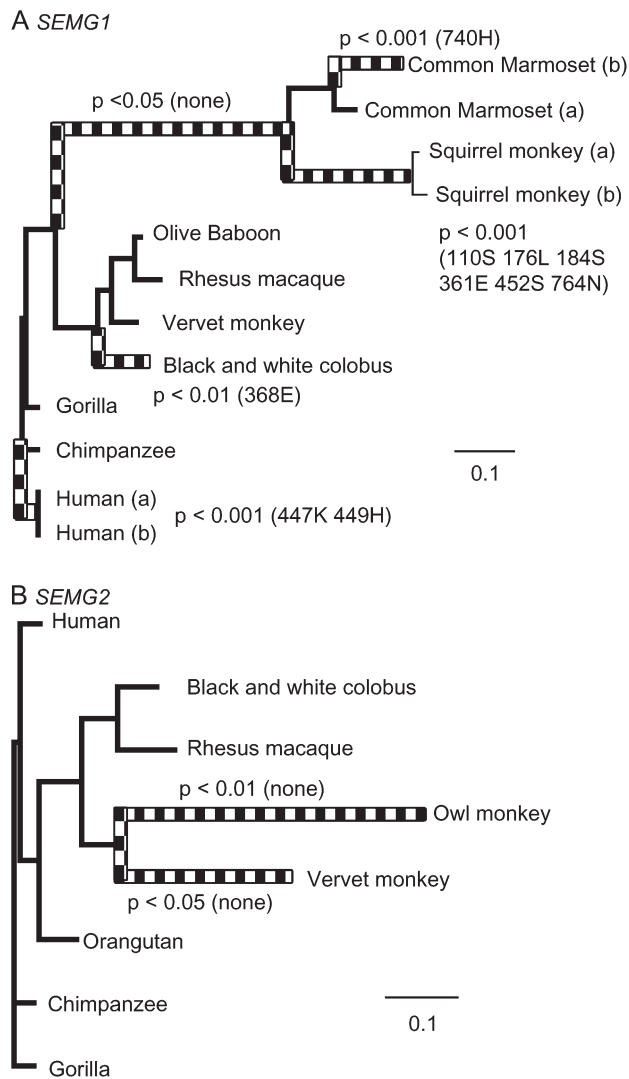 A SEMG1
p < 0.001 (740H)
Common Marmoset (b)
p <0.05 (none)
Common Marmoset (a)
Squirrel monkey (a)
Squirrel monkey (b)
p < 0.001
(110S 176L 184S
361E 452S 764N)
Olive Baboon
Rhesus macaque
Vervet monkey
Black and white colobus
p < 0.01 (368E)
Gorilla
Chimpanzee
0.1
Human (a)
p < 0.001 (447K 449H)
Human (b)
B SEMG2
Human
Black and white colobus
Rhesus macaque
p < 0.01 (none)
Owl monkey
Vervet monkey
p < 0.05 (none)
Orangutan
Chimpanzee
0.1
Gorilla